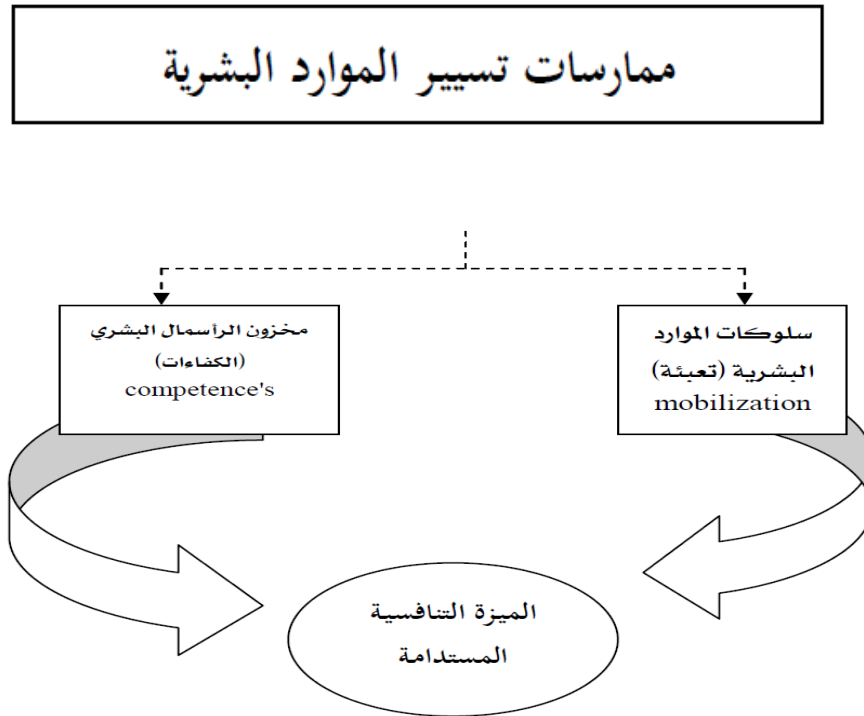 ممارسات تسيير الموارد البشرية
سلوكات الموارد
البشرية (تعبئة)
mobilization
مخزون الرأسمال البشري
(الكفاءات)
competence's
الميزة التنافسية
المستدامة